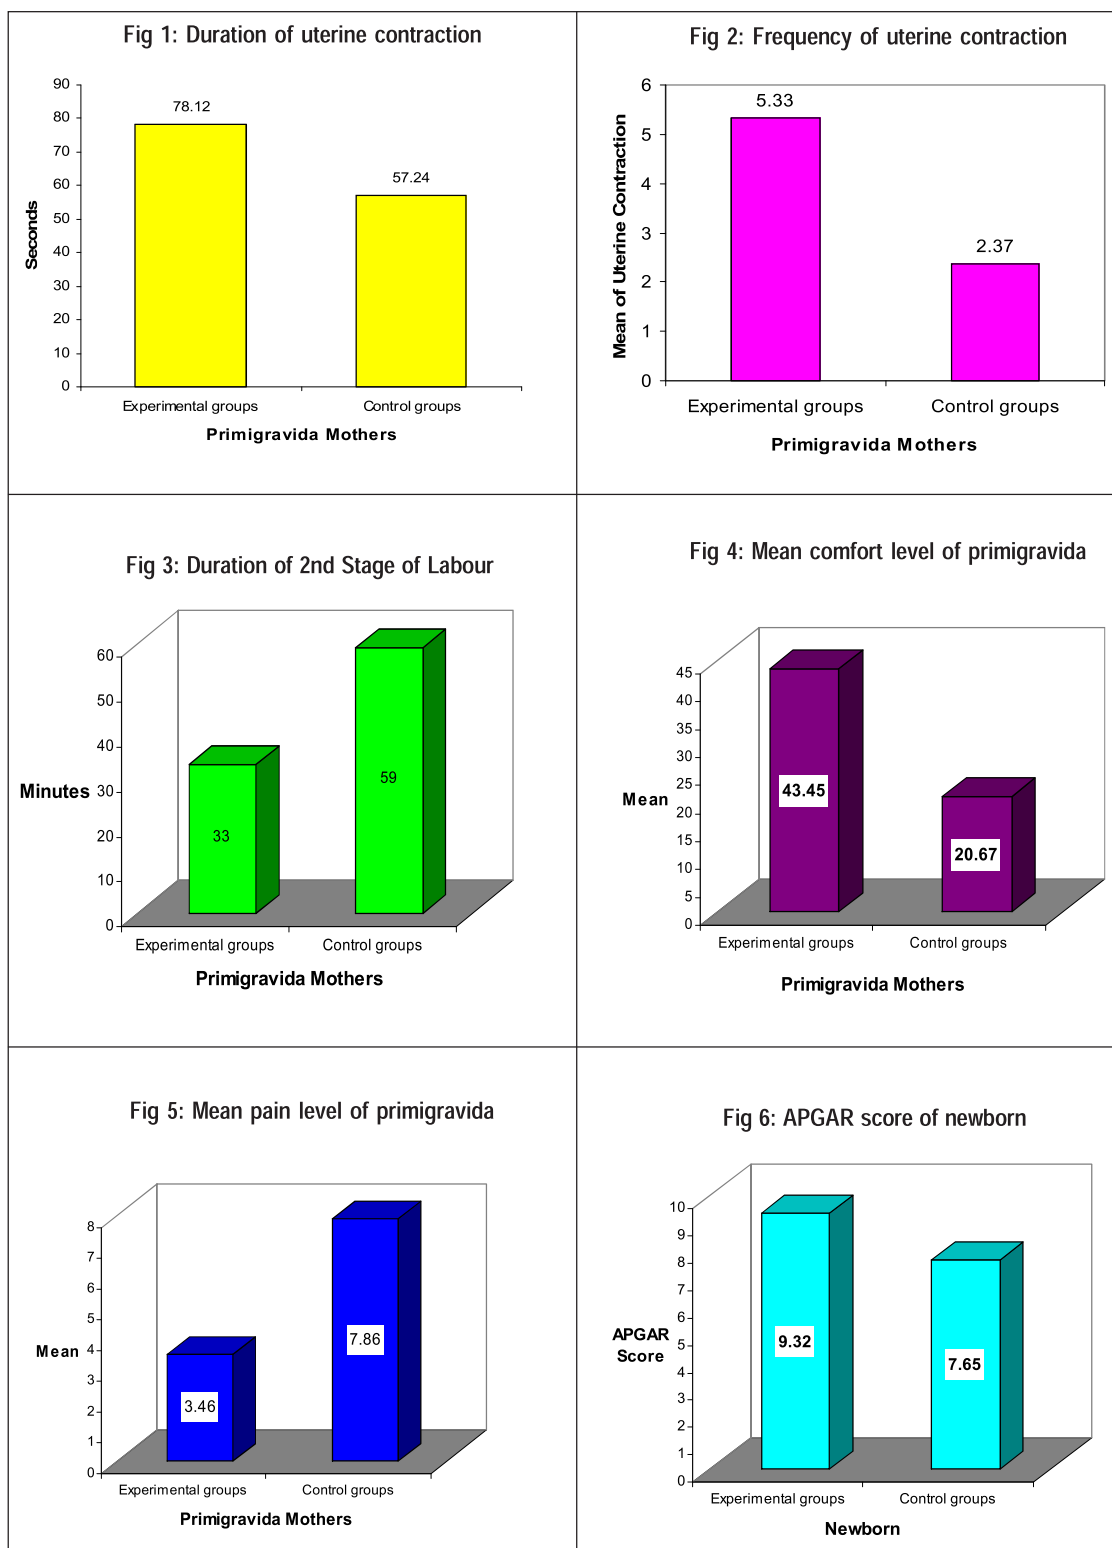 Fig 1: Duration of uterine contraction
90
80
70
60
50
40
30
20
10
0
Seconds
78.12
57.24
Experimental groups
Control groups
Primigravida Mothers
Fig 2: Frequency of uterine contraction
6
5
4
3
2
1
0
Mean of Uterine Contraction
5.33
2.37
Experimental groups
Control groups
Primigravida Mothers
Fig 3: Duration of 2nd Stage of Labour
60
50
40
30
20
10
0
Minutes
33
59
Experimental groups
Control groups
Primigravida Mothers
Fig 4: Mean comfort level of primigravida
45
40
35
30
25
20
15
10
5
0
Mean
43.45
20.67
Experimental groups
Control groups
Primigravida Mothers
Fig 5: Mean pain level of primigravida
8
7
6
5
4
3
2
1
0
Mean
3.46
7.86
Experimental groups
Control groups
Primigravida Mothers
Fig 6: APGAR score of newborn
10
9
8
7
6
5
4
3
2
1
0
APGAR
Score
9.32
7.65
Experimental groups
Control groups
Newborn